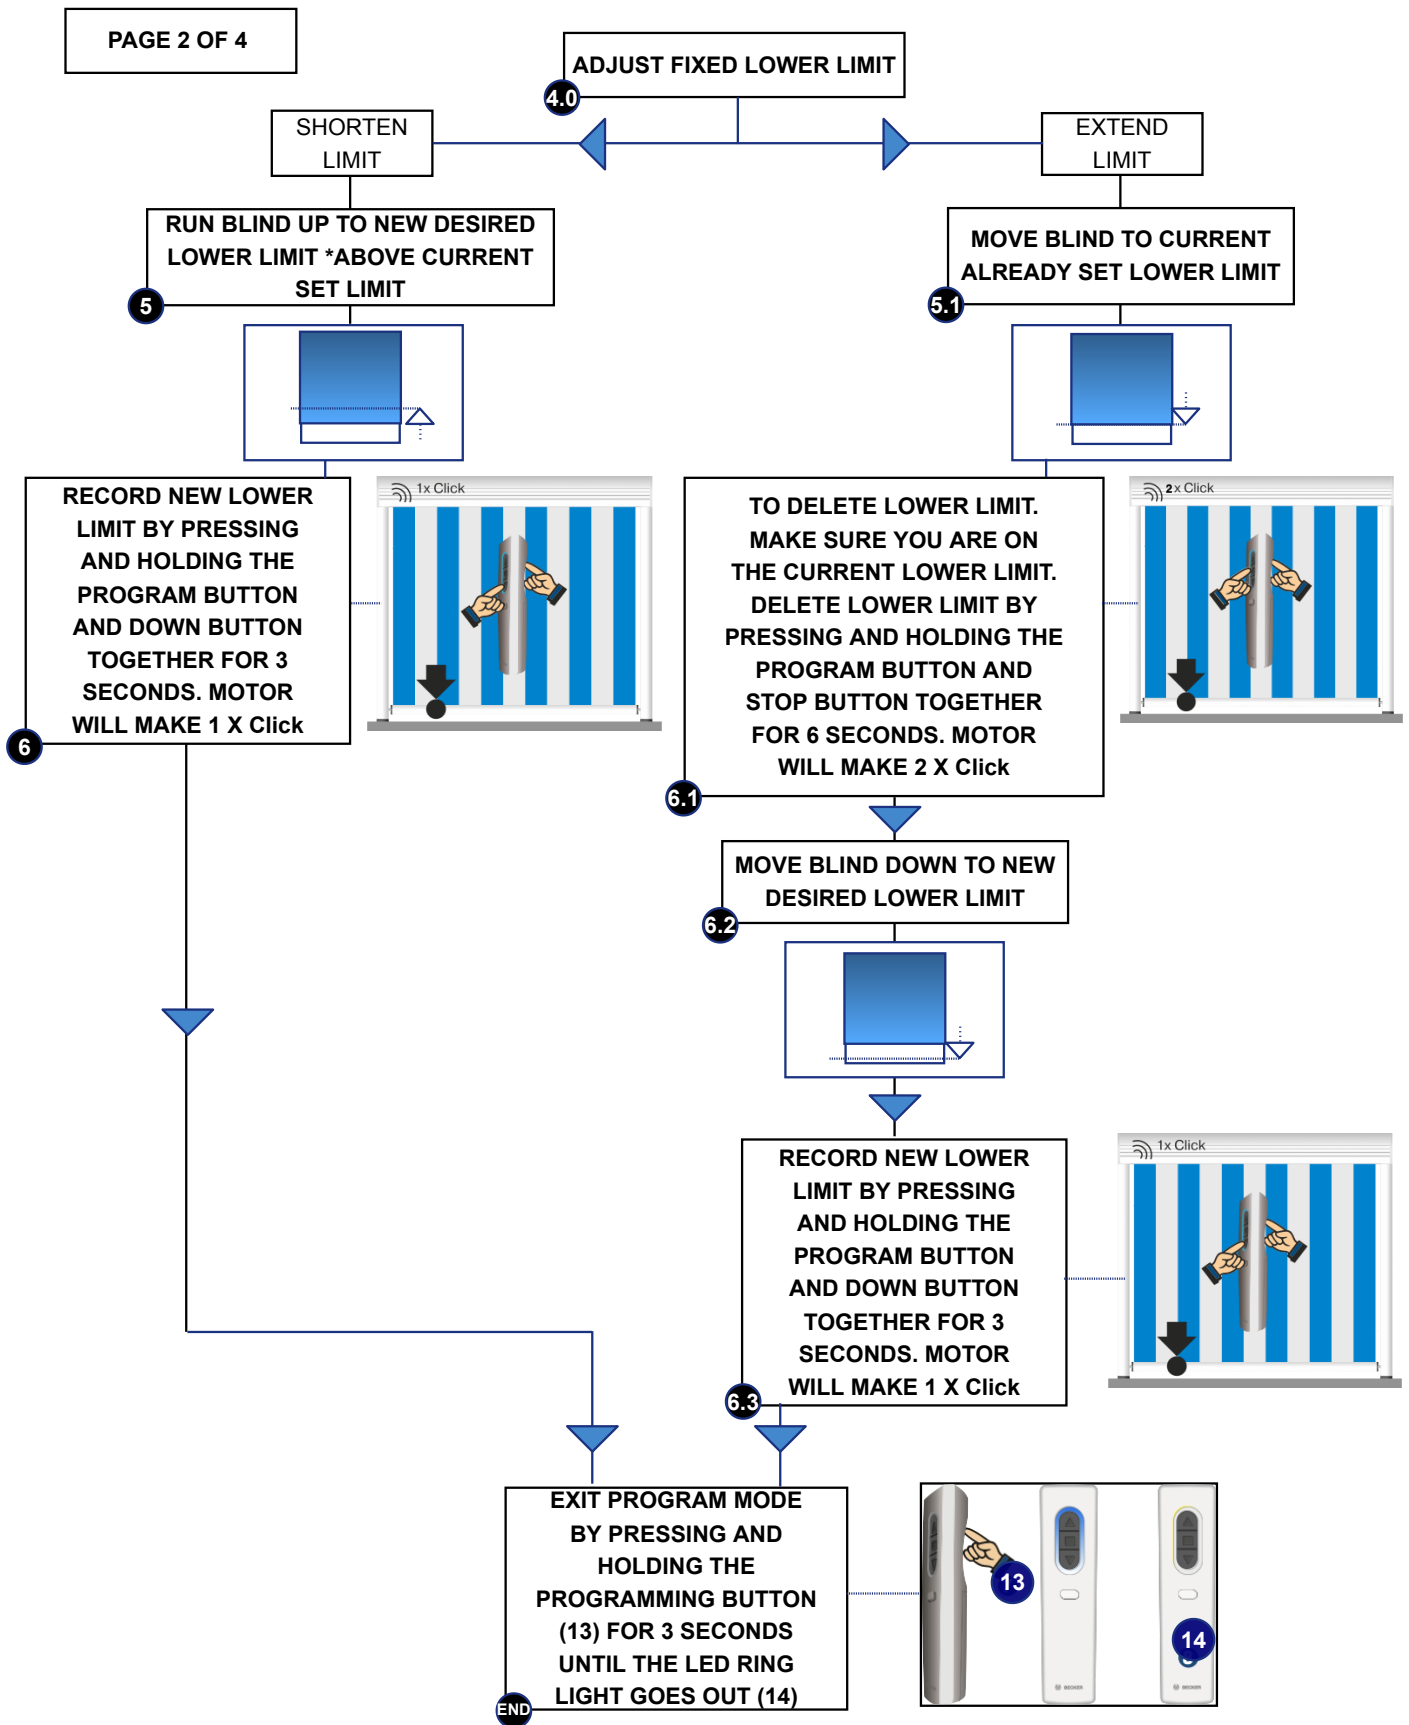 PAGE 2 OF 4
ADJUST FIXED LOWER LIMIT
4.0
SHORTEN
LIMIT
EXTEND
LIMIT
RUN BLIND UP TO NEW DESIRED
LOWER LIMIT *ABOVE CURRENT
SET LIMIT
5
MOVE BLIND TO CURRENT
ALREADY SET LOWER LIMIT
5.1
RECORD NEW LOWER
LIMIT BY PRESSING
AND HOLDING THE
PROGRAM BUTTON
AND DOWN BUTTON
TOGETHER FOR 3
SECONDS. MOTOR
WILL MAKE 1 X Click
6
1x Click
TO DELETE LOWER LIMIT.
MAKE SURE YOU ARE ON
THE CURRENT LOWER LIMIT.
DELETE LOWER LIMIT BY
PRESSING AND HOLDING THE
PROGRAM BUTTON AND
STOP BUTTON TOGETHER
FOR 6 SECONDS. MOTOR
WILL MAKE 2 X Click
6.1
2x Click
MOVE BLIND DOWN TO NEW
DESIRED LOWER LIMIT
6.2
RECORD NEW LOWER
LIMIT BY PRESSING
AND HOLDING THE
PROGRAM BUTTON
AND DOWN BUTTON
TOGETHER FOR 3
SECONDS. MOTOR
WILL MAKE 1 X Click
6.3
1x Click
EXIT PROGRAM MODE
BY PRESSING AND
HOLDING THE
PROGRAMMING BUTTON
(13) FOR 3 SECONDS
UNTIL THE LED RING
LIGHT GOES OUT (14)
END
13
14
BECKER
BECKER